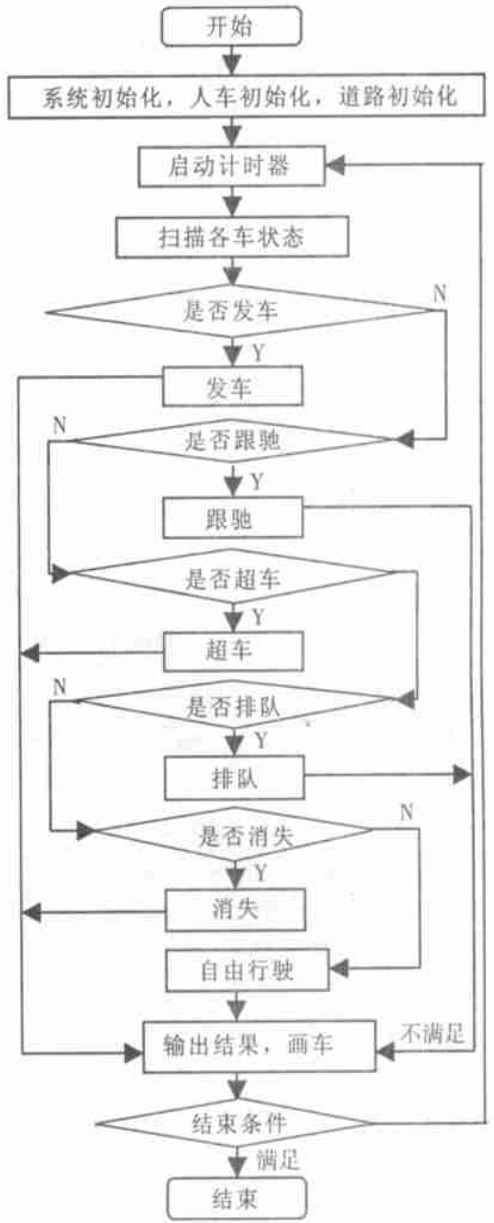 开始
系统初始化，人车初始化，道路初始化
启动计时器
扫描各车状态
N
是否发车
Y
发车
N
是否跟驰
Y
跟驰
是否超车
Y
超车
N
是否排队
Y
排队
N
是否消失
Y
消失
自由行驶
输出结果，画车
不满足
结束条件
满足
结束